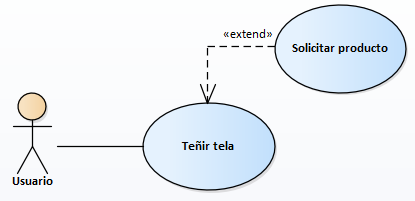 «extend»
Solicitar producto
Teñir tela
Usuario